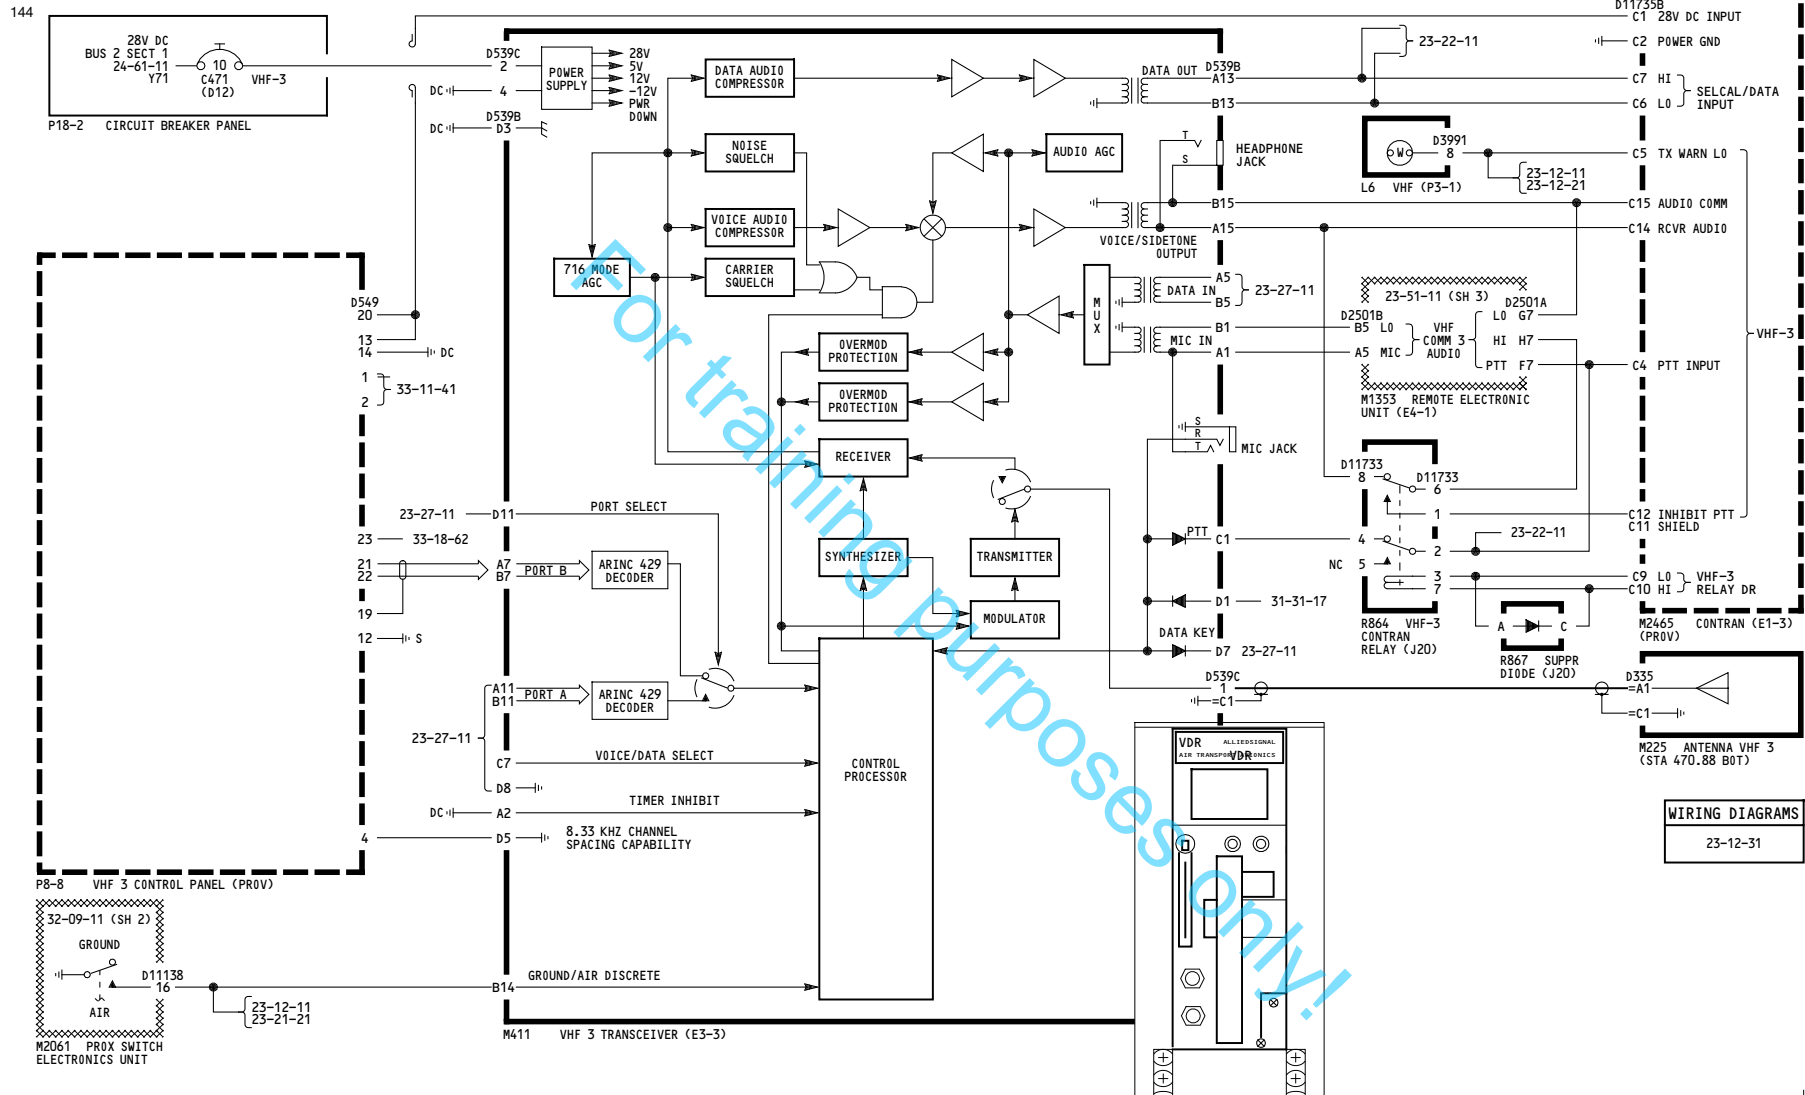 144
28V DC
BUS 2 SECT 1
24-61-11
Y71
10
C471
(D12)
VHF-3
P18-2 CIRCUIT BREAKER PANEL
D539C
2
DC 4
D539B
DC D3
POWER
SUPPLY
28V
5V
12V
-12V
PWR
DOWN
DATA AUDIO
COMPRESSOR
NOISE
SQUELCH
VOICE AUDIO
COMPRESSOR
716 MODE
AGC
CARRIER
SQUELCH
AUDIO AGC
OVERMOD
PROTECTION
OVERMOD
PROTECTION
RECEIVER
SYNTHESIZER
TRANSMITTER
MODULATOR
CONTROL
PROCESSOR
M
U
X
DATA OUT
D539B
A13
B13
T
S
HEADPHONE
JACK
B15
A15
VOICE/SIDETONE
OUTPUT
A5
DATA IN
B5
23-27-11
B1
MIC IN
A1
S
R
T
MIC JACK
PTT
C1
D1 31-31-17
DATA KEY
D7 23-27-11
D539C
1
=C1
D11735B
C1 28V DC INPUT
C2 POWER GND
23-22-11
C7 HI
C6 LO
SELCAL/DATA
INPUT
W
D3991
8
L6 VHF (P3-1)
C5 TX WARN LO
23-12-11
23-12-21
C15 AUDIO COMM
C14 RCVR AUDIO
23-51-11 (SH 3)
D2501B
B5 LO
A5 MIC
VHF
COMM 3
AUDIO
D2501A
LO G7
HI H7
PTT F7
M1353 REMOTE ELECTRONIC
UNIT (E4-1)
VHF-3
C4 PTT INPUT
D11733
8
D11733
6
1
4
2
NC 5
3
7
C12 INHIBIT PTT
C11 SHIELD
23-22-11
C9 LO
C10 HI
VHF-3
RELAY DR
R864 VHF-3
CONTRAN
RELAY (J20)
A C
R867 SUPPR
DIODE (J20)
M2465 CONTRAN (E1-3)
(PROV)
D335
=A1
=C1
M225 ANTENNA VHF 3
(STA 470.88 BOT)
D549
20
13
14 DC
1
2
33-11-41
23 33-18-62
21
22
19
12 S
4
P8-8 VHF 3 CONTROL PANEL (PROV)
23-27-11 D11
PORT SELECT
A7
B7
PORT B
ARINC 429
DECODER
A11
B11
PORT A
ARINC 429
DECODER
23-27-11
C7
VOICE/DATA SELECT
D8
DC A2
TIMER INHIBIT
D5
8.33 KHZ CHANNEL
SPACING CAPABILITY
32-09-11 (SH 2)
GROUND
AIR
D11138
16
23-12-11
23-21-21
M2061 PROX SWITCH
ELECTRONICS UNIT
B14
GROUND/AIR DISCRETE
M411 VHF 3 TRANSCEIVER (E3-3)
VDR ALLIEDSIGNAL
VDR
WIRING DIAGRAMS
23-12-31
For training purposes only!